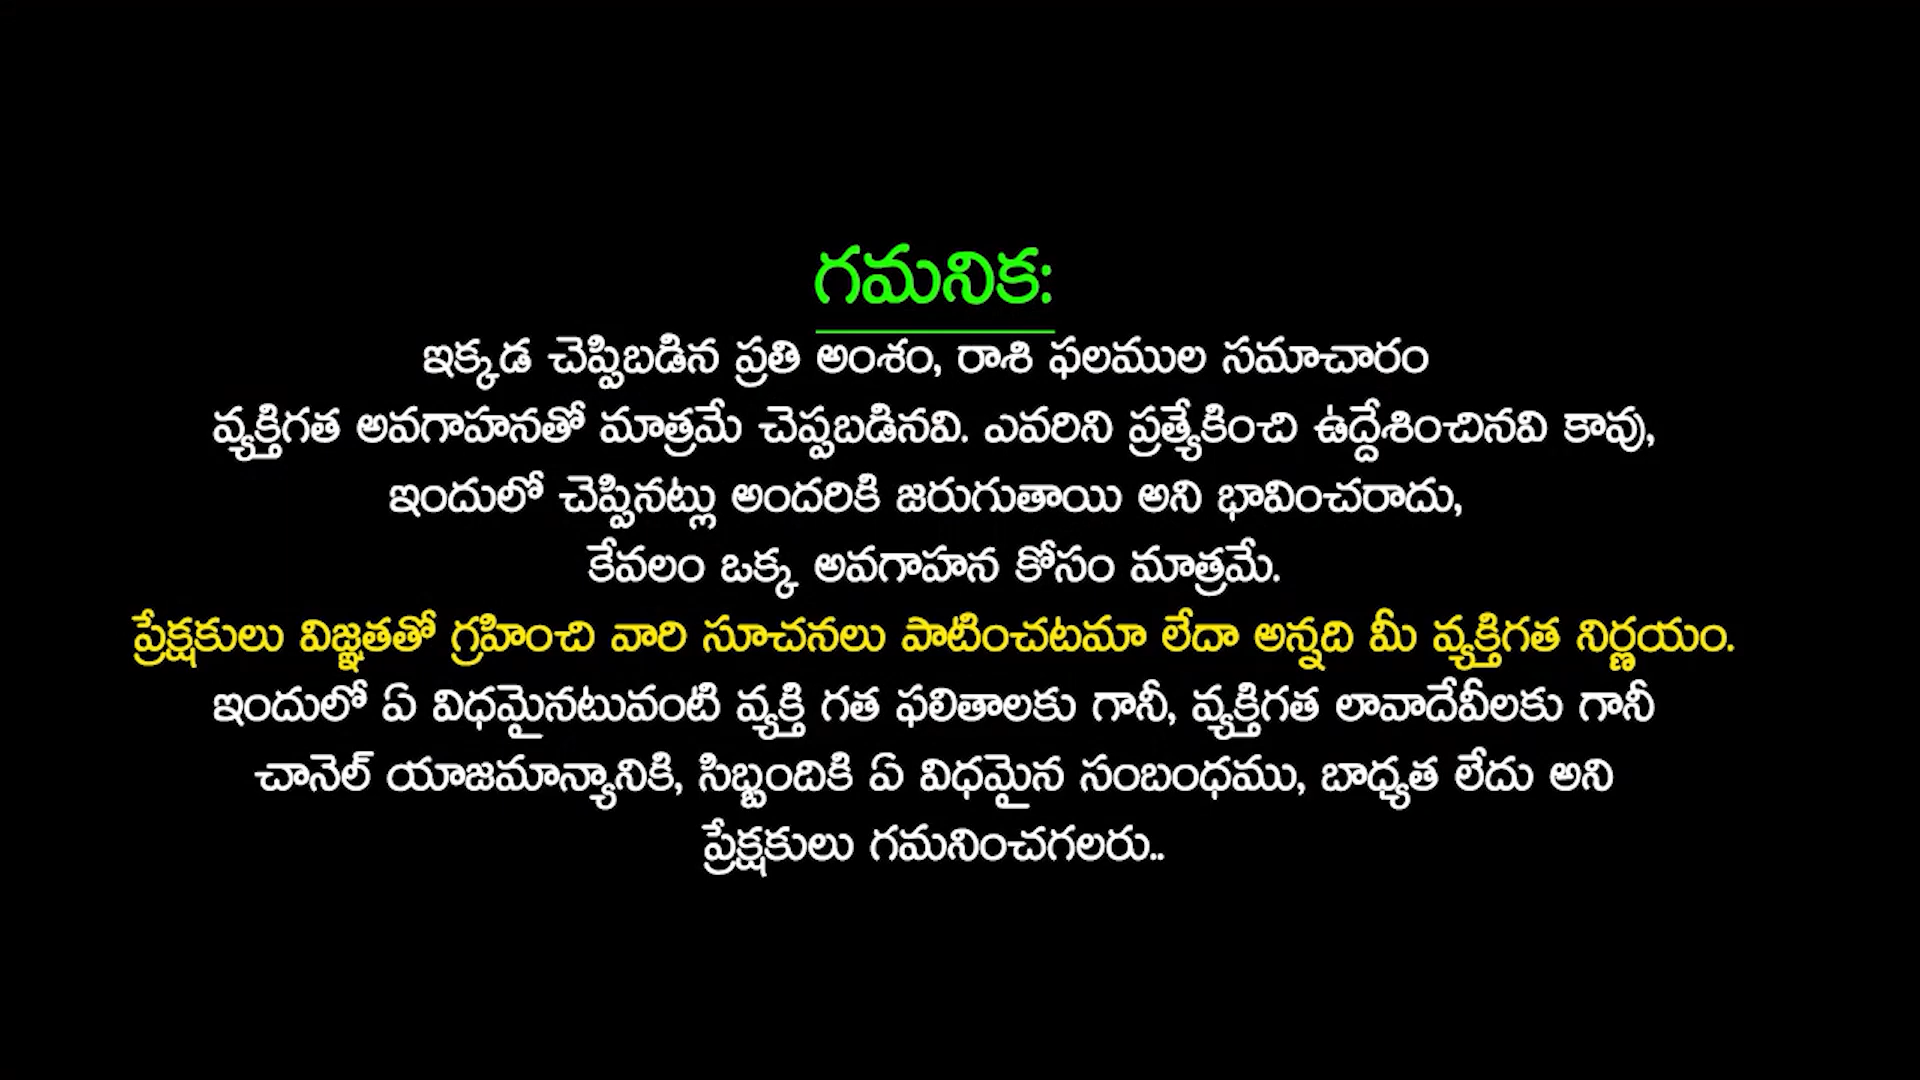 గమనిక:
ఇక్కడ చెప్పిబడిన ప్రతి అంశం, రాశి ఫలముల సమాచారం
వ్యక్తిగత అవగాహనతో మాత్రమే చెప్పబడినవి. ఎవరిని ప్రత్యేకించి ఉద్దేశించినవి కావు,
ఇందులో చెప్పినట్లు అందరికి జరుగుతాయి అని భావించరాదు,
కేవలం ఒక్క అవగాహన కోసం మాత్రమే.
ప్రేక్షకులు విజ్ఞతతో గ్రహించి వారి సూచనలు పాటించటమా లేదా అన్నది మీ వ్యక్తిగత నిర్ణయం.
ఇందులో ఏ విధమైనటువంటి వ్యక్తి గత ఫలితాలకు గానీ, వ్యక్తిగత లావాదేవీలకు గానీ
చానెల్ యాజమాన్యానికి, సిబ్బందికి ఏ విధమైన సంబంధము, బాధ్యత లేదు అని
ప్రేక్షకులు గమనించగలరు..